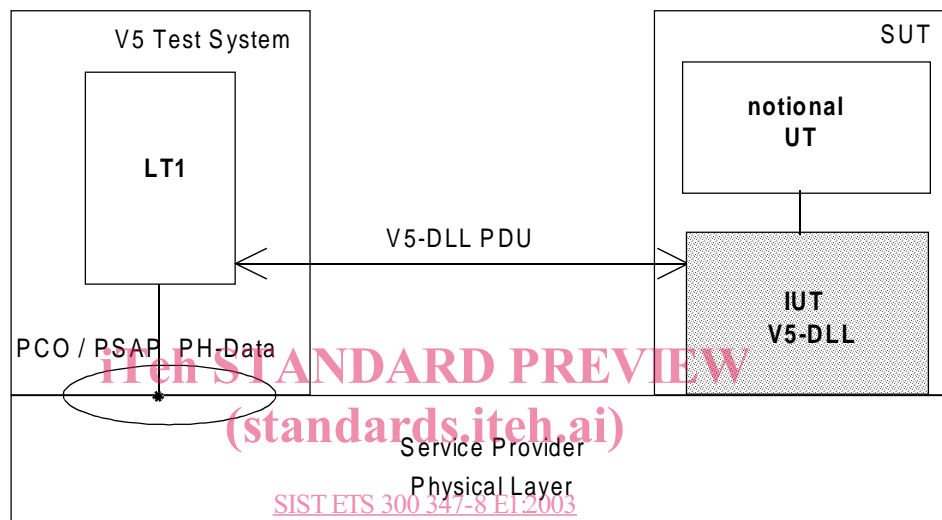 V5 Test System
SUT
LT1
notional
UT
V5-DLL PDU
IUT
V5-DLL
PCO / PSAP PH-Data
iTeh STANDARD PREVIEW
(standards.iteh.ai)
Service Provider
Physical Layer
SIST ETS 300 347-8 E1:2003